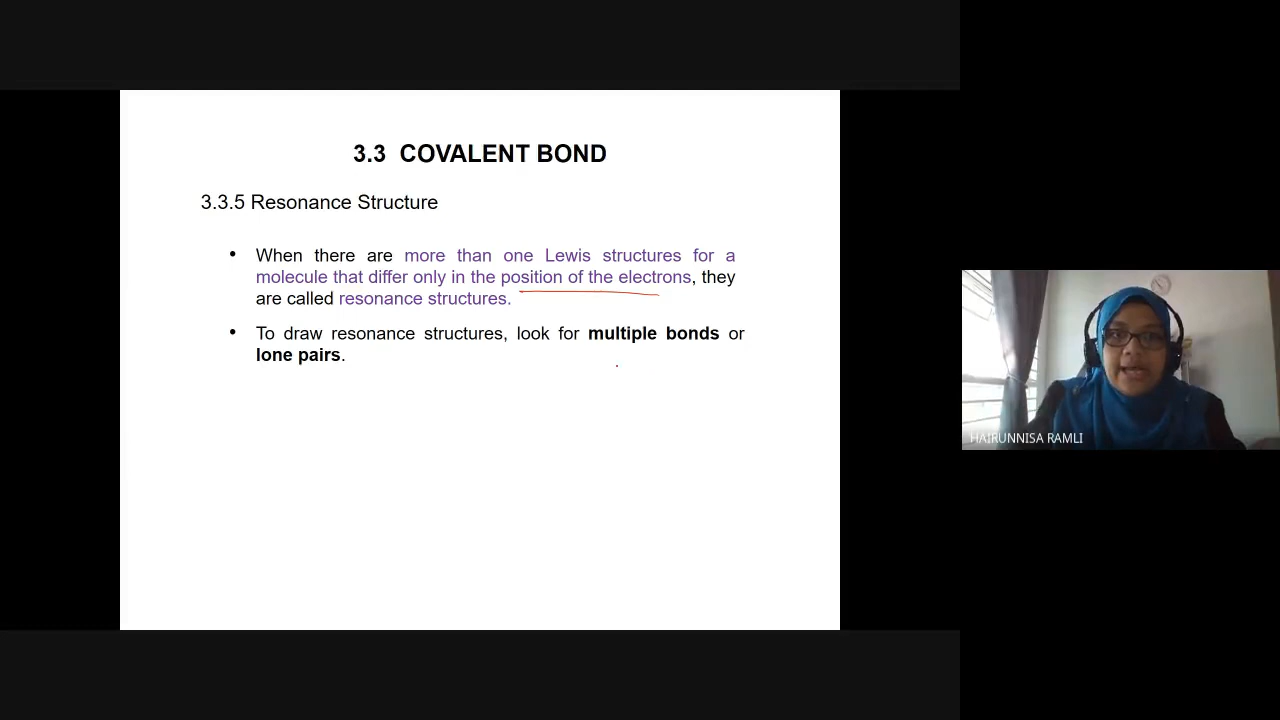 3.3 COVALENT BOND
3.3.5 Resonance Structure
• When there are more than one Lewis structures for a
molecule that differ only in the position of the electrons, they
are called resonance structures.
• To draw resonance structures, look for multiple bonds or
lone pairs.
HAIRUNNISA RAMLI